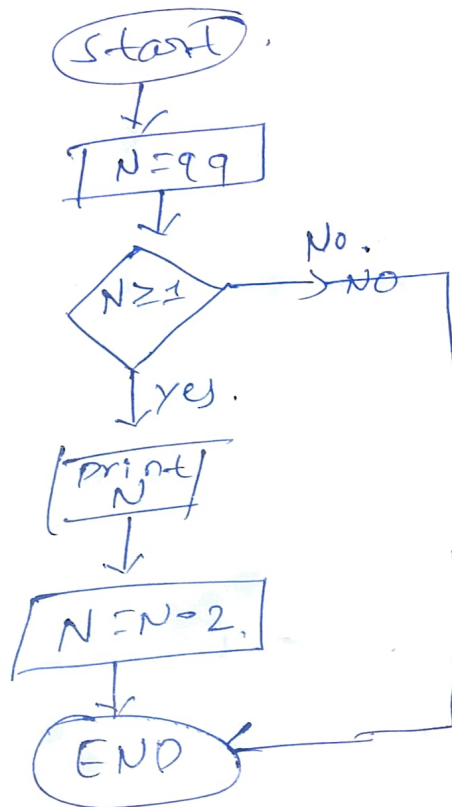 start.
N=99
N≥1
No.
NO
yes.
print
N
N=N-2.
END